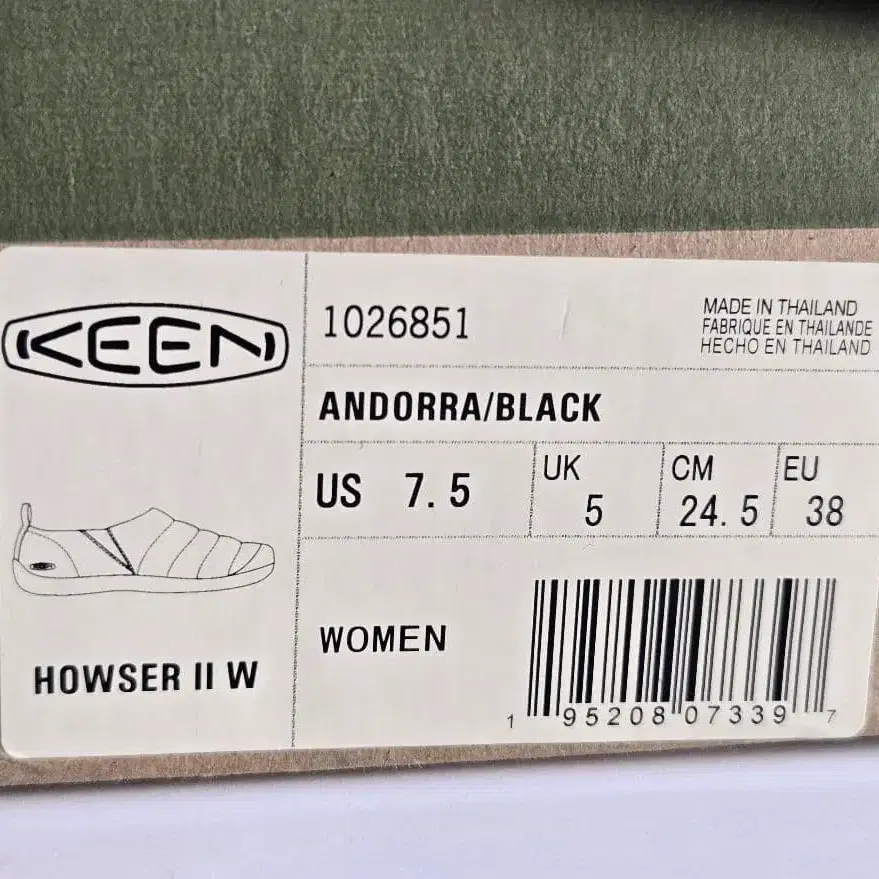 KEEN
1026851
MADE IN THAILAND
FABRIQUE EN THAILANDE
HECHO EN THAILAND
ANDORRA/BLACK
US 7.5
UK 5
CM 24.5
EU 38
HOWSER II W
WOMEN
1 95208 07339 7